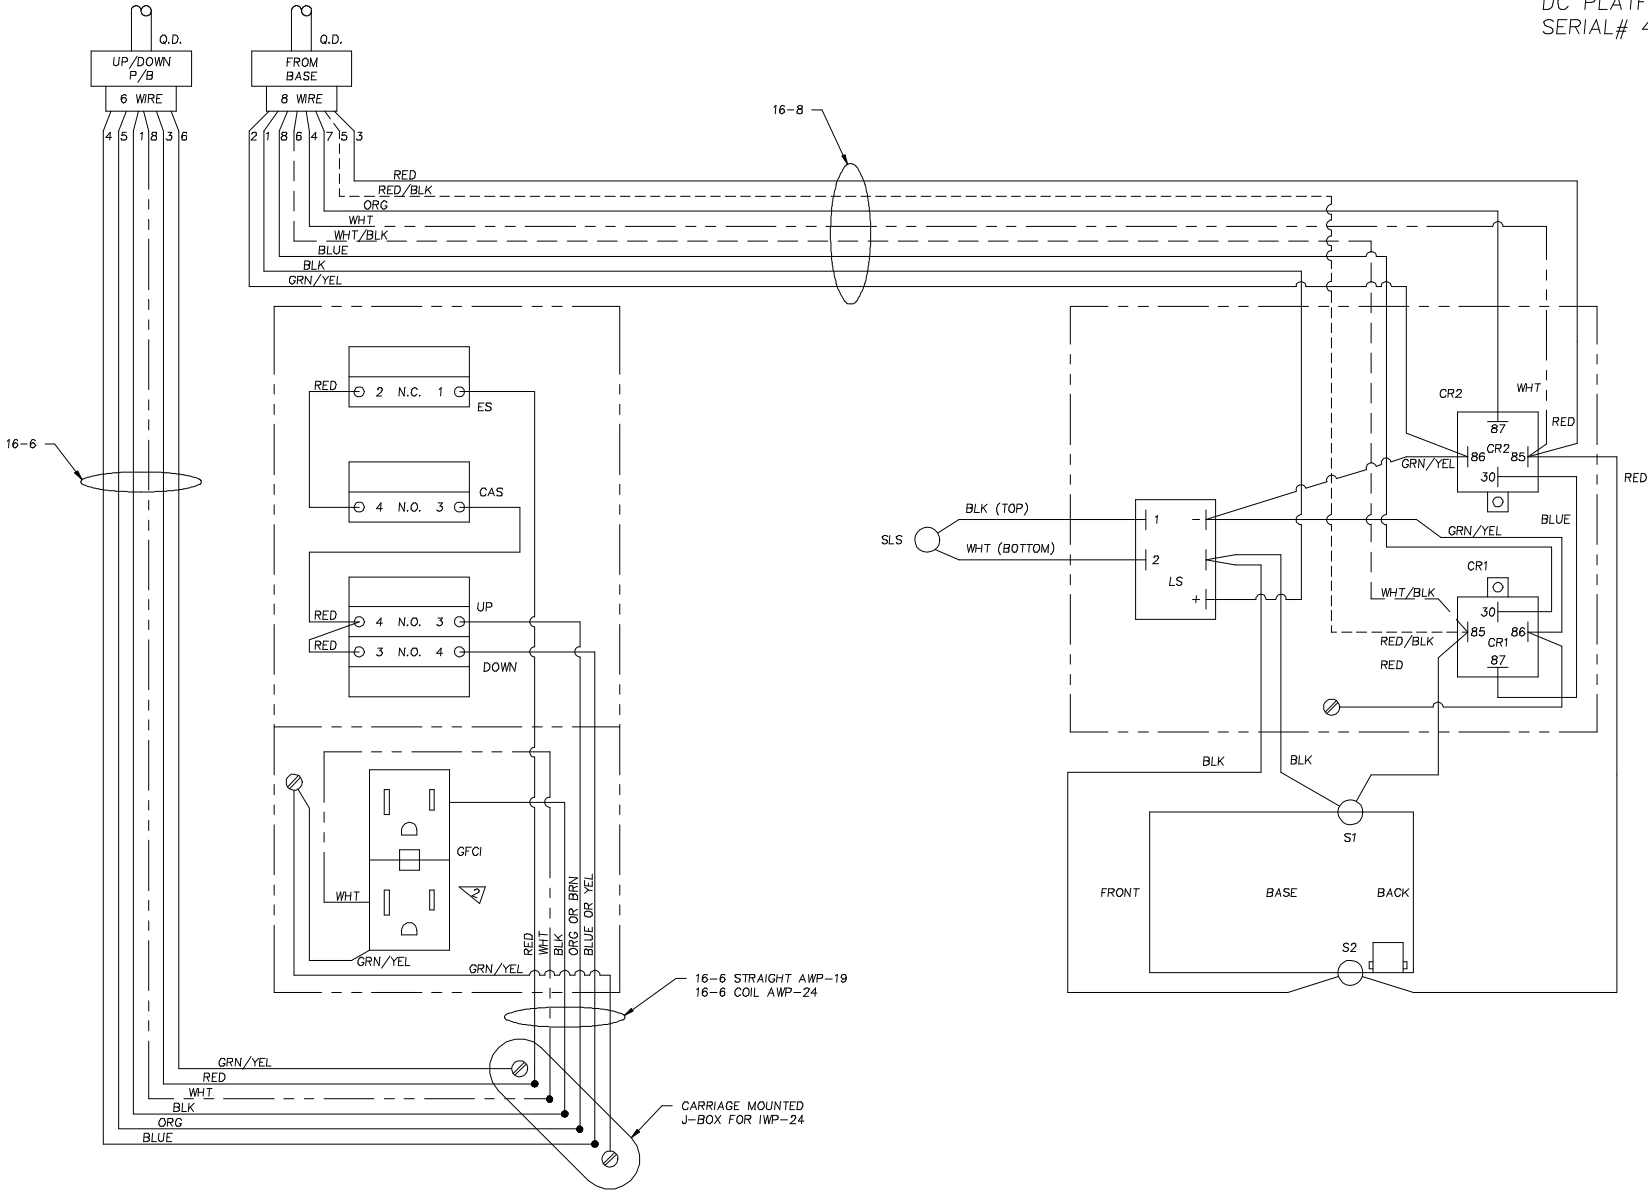 DC PLATF
SERIAL# 4
Q.D.
UP/DOWN
P/B
6 WIRE
4 5 1 8 3 6
Q.D.
FROM
BASE
8 WIRE
2 1 8 6 4 7 5 3
16-8
RED
RED/BLK
ORG
WHT
WHT/BLK
BLUE
BLK
GRN/YEL
16-6
RED
2 N.C. 1
ES
CAS
4 N.O. 3
UP
RED
4 N.O. 3
RED
3 N.O. 4
DOWN
GFCI
2
WHT
GRN/YEL
GRN/YEL
RED
WHT
BLK
ORG OR BRN
BLUE OR YEL
16-6 STRAIGHT AWP-19
16-6 COIL AWP-24
GRN/YEL
RED
WHT
BLK
ORG
BLUE
CARRIAGE MOUNTED
J-BOX FOR IWP-24
SLS
BLK (TOP)
WHT (BOTTOM)
1 -
2
LS
+
CR2
WHT
RED
87
CR2
86 85
30
GRN/YEL
RED
BLUE
GRN/YEL
CR1
WHT/BLK
30
85 86
CR1
87
RED/BLK
RED
BLK
BLK
S1
FRONT
BASE
BACK
S2